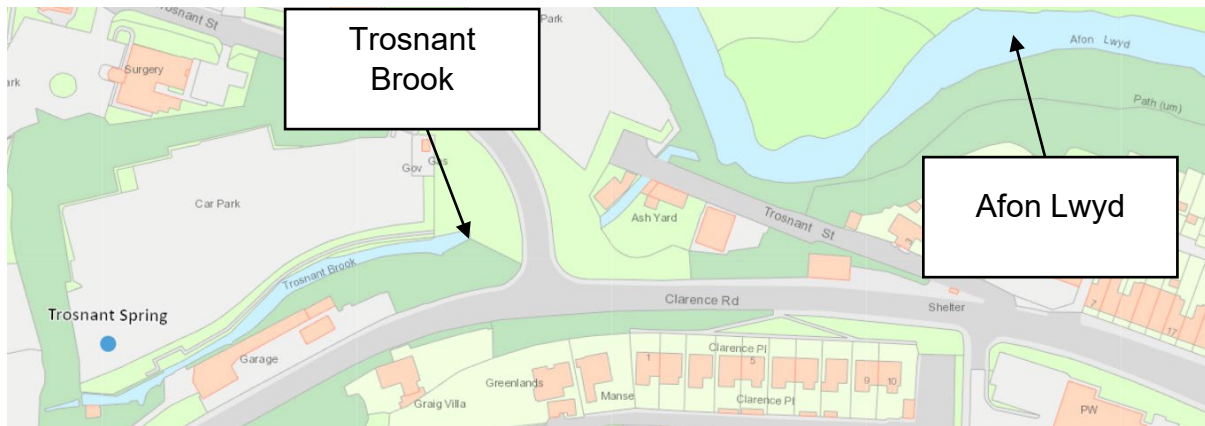 Trosnant St
Park
Surgery
ark
Trosnant
Brook
Afon Lwyd
Path (um)
Afon Lwyd
Gov
Gas
Car Park
Ash Yard
Trosnant St
Trosnant Brook
Clarence Rd
Shelter
Trosnant Spring
Garage
7
17
Clarence Pl
1
5
9
10
Greenlands
Manse
Graig Villa
Clarence Pl
PW